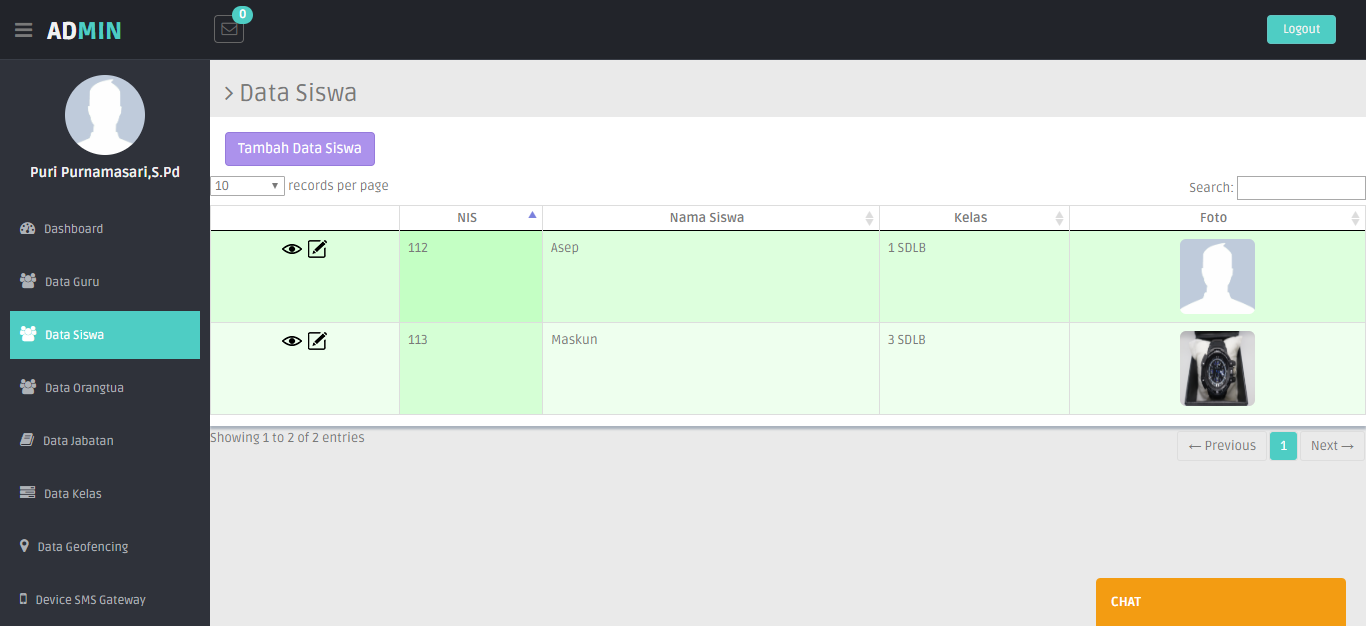 ADMIN
0
Logout
Puri Purnamasari,S.Pd
Dashboard
Data Guru
Data Siswa
Data Orangtua
Data Jabatan
Data Kelas
Data Geofencing
Device SMS Gateway
> Data Siswa
Tambah Data Siswa
10 records per page
Search:
NIS Nama Siswa Kelas Foto
112 Asep 1 SDLB
113 Maskun 3 SDLB
Showing 1 to 2 of 2 entries
← Previous 1 Next →
CHAT